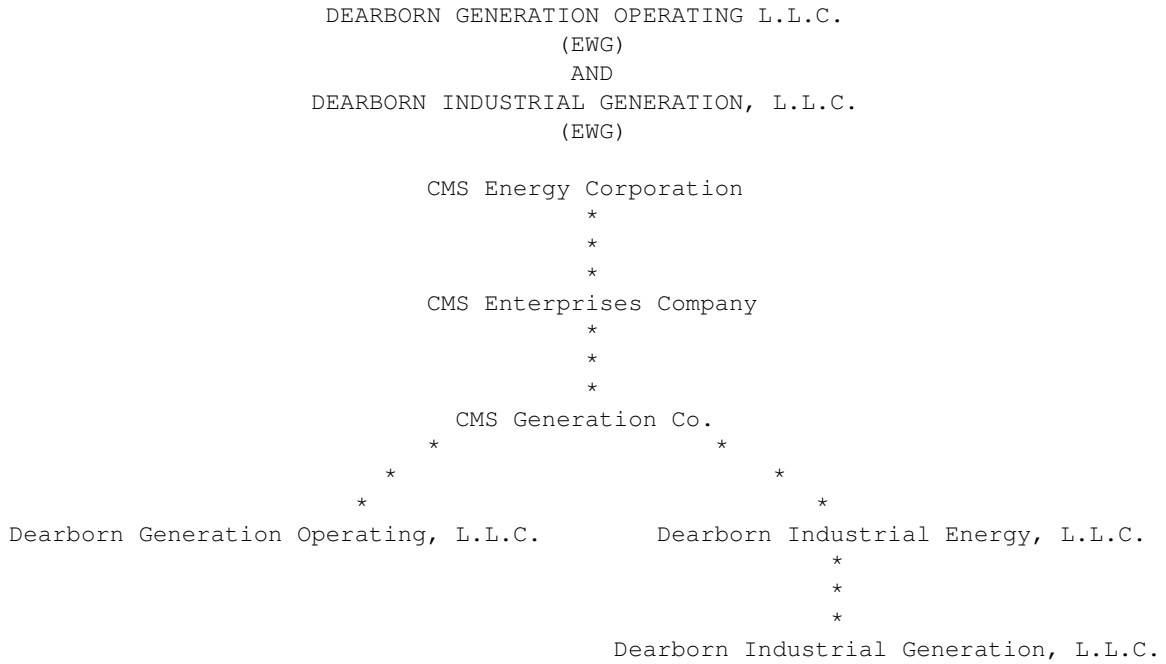 DEARBORN GENERATION OPERATING L.L.C.
(EWG)
AND
DEARBORN INDUSTRIAL GENERATION, L.L.C.
(EWG)
CMS Energy Corporation
*
*
*
CMS Enterprises Company
*
*
*
CMS Generation Co.
* *
* *
* *
Dearborn Generation Operating, L.L.C. Dearborn Industrial Energy, L.L.C.
*
*
*
Dearborn Industrial Generation, L.L.C.